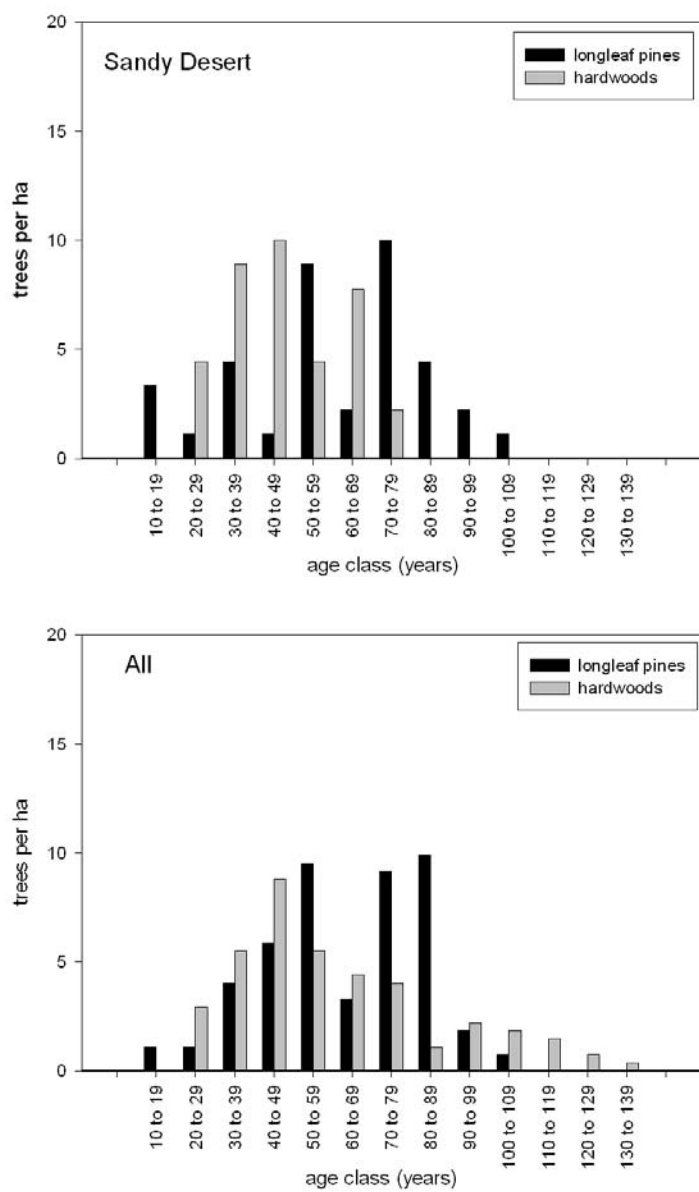 Sandy Desert
longleaf pines
hardwoods
20
15
10
5
0
trees per ha
10 to 19
20 to 29
30 to 39
40 to 49
50 to 59
60 to 69
70 to 79
80 to 89
90 to 99
100 to 109
110 to 119
120 to 129
130 to 139
age class (years)
All
longleaf pines
hardwoods
20
15
10
5
0
trees per ha
10 to 19
20 to 29
30 to 39
40 to 49
50 to 59
60 to 69
70 to 79
80 to 89
90 to 99
100 to 109
110 to 119
120 to 129
130 to 139
age class (years)